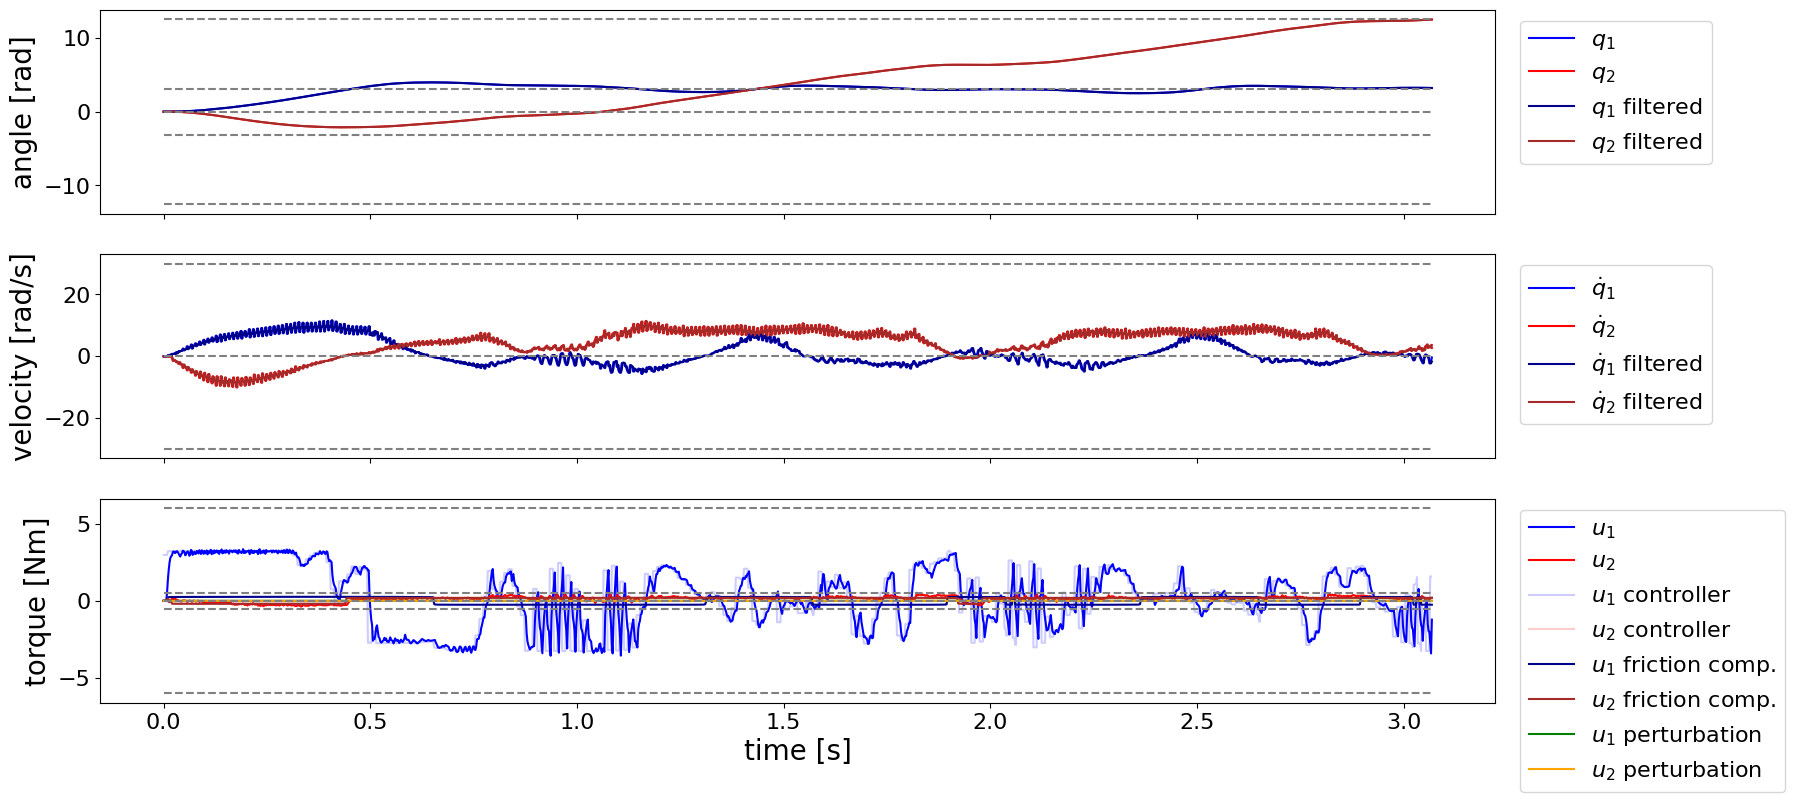 angle [rad]
10
0
−10
q₁
q₂
q₁ filtered
q₂ filtered
velocity [rad/s]
20
0
−20
q̇₁
q̇₂
q̇₁ filtered
q̇₂ filtered
torque [Nm]
5
0
−5
0.0 0.5 1.0 1.5 2.0 2.5 3.0
time [s]
u₁
u₂
u₁ controller
u₂ controller
u₁ friction comp.
u₂ friction comp.
u₁ perturbation
u₂ perturbation